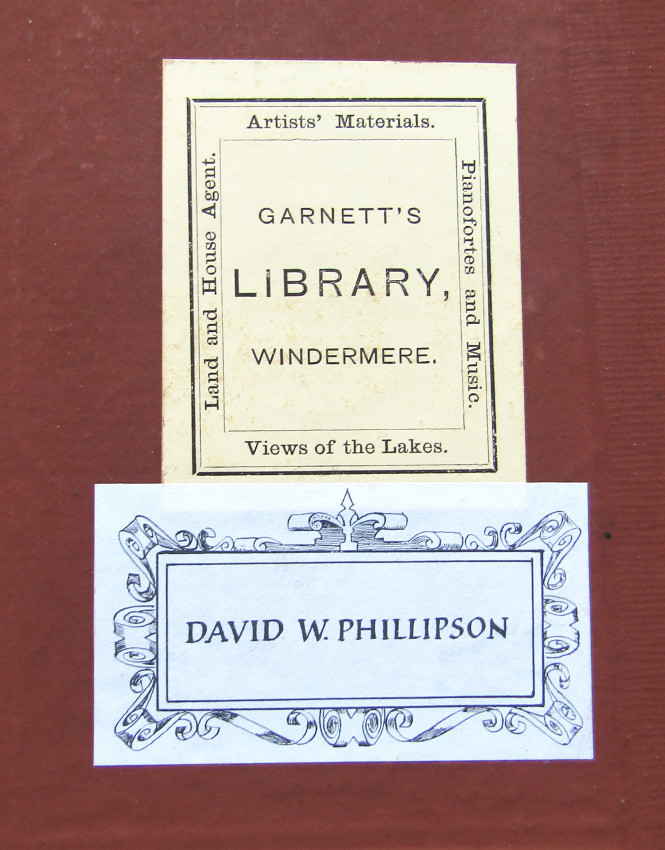 Artists' Materials.
Land and House Agent.
GARNETT'S
LIBRARY,
WINDERMERE.
Pianofortes and Music.
Views of the Lakes.
DAVID W. PHILLIPSON